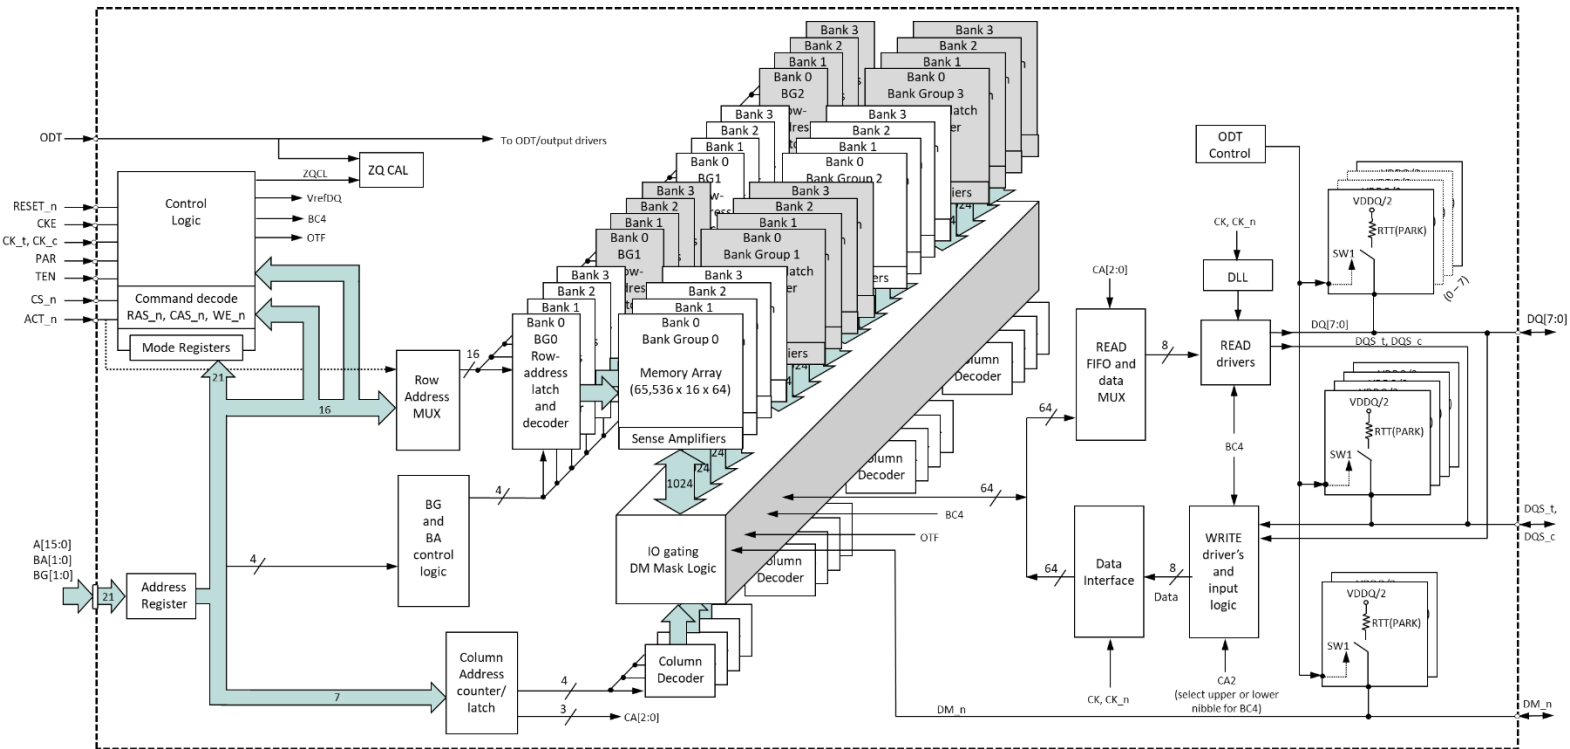 Bank 3
Bank 2
Bank 1
Bank 0
BG2
Bank 3
Bank 2
Bank 1
Bank 0
Bank Group 3
ODT
To ODT/output drivers
ZQ CAL
ZQCL
VrefDQ
BC4
OTF
Control
Logic
RESET_n
CKE
CK_t, CK_c
PAR
TEN
CS_n
ACT_n
Command decode
RAS_n, CAS_n, WE_n
Mode Registers
21
16
Row
Address
MUX
16
Bank 3
Bank 2
Bank 1
Bank 0
BG1
Bank 3
Bank 2
Bank 1
Bank 0
Bank Group 2
Bank 3
Bank 2
Bank 1
Bank 0
BG1
Row-
Bank 3
Bank 2
Bank 1
Bank 0
Bank Group 1
Bank 3
Bank 2
Bank 1
Bank 0
BG0
Row-
address
latch
and
decoder
Bank 3
Bank 2
Bank 1
Bank 0
Bank Group 0
Memory Array
(65,536 x 16 x 64)
Sense Amplifiers
1024
BG
and
BA
control
logic
4
4
A[15:0]
BA[1:0]
BG[1:0]
21
Address
Register
7
Column
Address
counter/
latch
4
3
CA[2:0]
Column
Decoder
IO gating
DM Mask Logic
Decoder
Decoder
Decoder
64
BC4
OTF
DM_n
64
64
CA[2:0]
READ
FIFO and
data
MUX
8
CK, CK_n
DLL
READ
drivers
BC4
Data
Interface
CK, CK_n
8
Data
WRITE
driver's
and
input
logic
CA2
(select upper or lower
nibble for BC4)
ODT
Control
VDDQ/2
RTT(PARK)
SW1
(0 – 7)
DQ[7:0]
DQS_t, DQS_c
DQ[7:0]
VDDQ/2
RTT(PARK)
SW1
DQS_t,
DQS_c
VDDQ/2
RTT(PARK)
SW1
DM_n